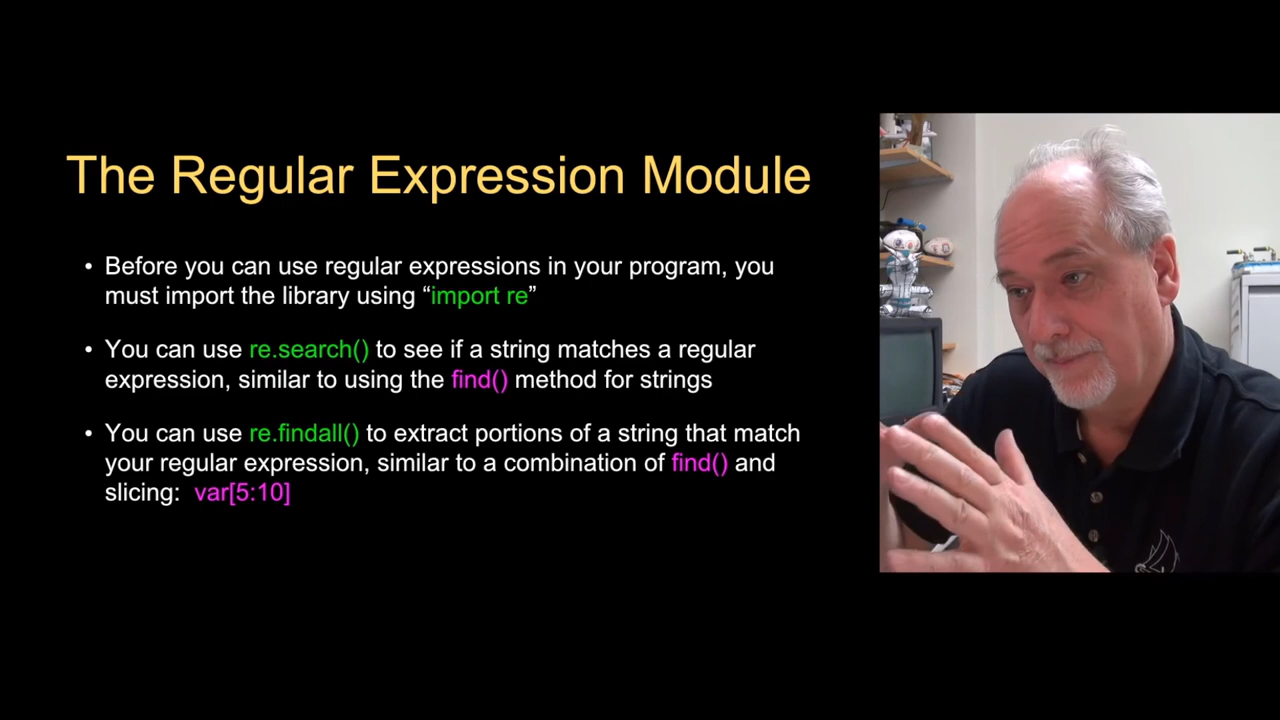 The Regular Expression Module
• Before you can use regular expressions in your program, you
must import the library using “import re”
• You can use re.search() to see if a string matches a regular
expression, similar to using the find() method for strings
• You can use re.findall() to extract portions of a string that match
your regular expression, similar to a combination of find() and
slicing: var[5:10]